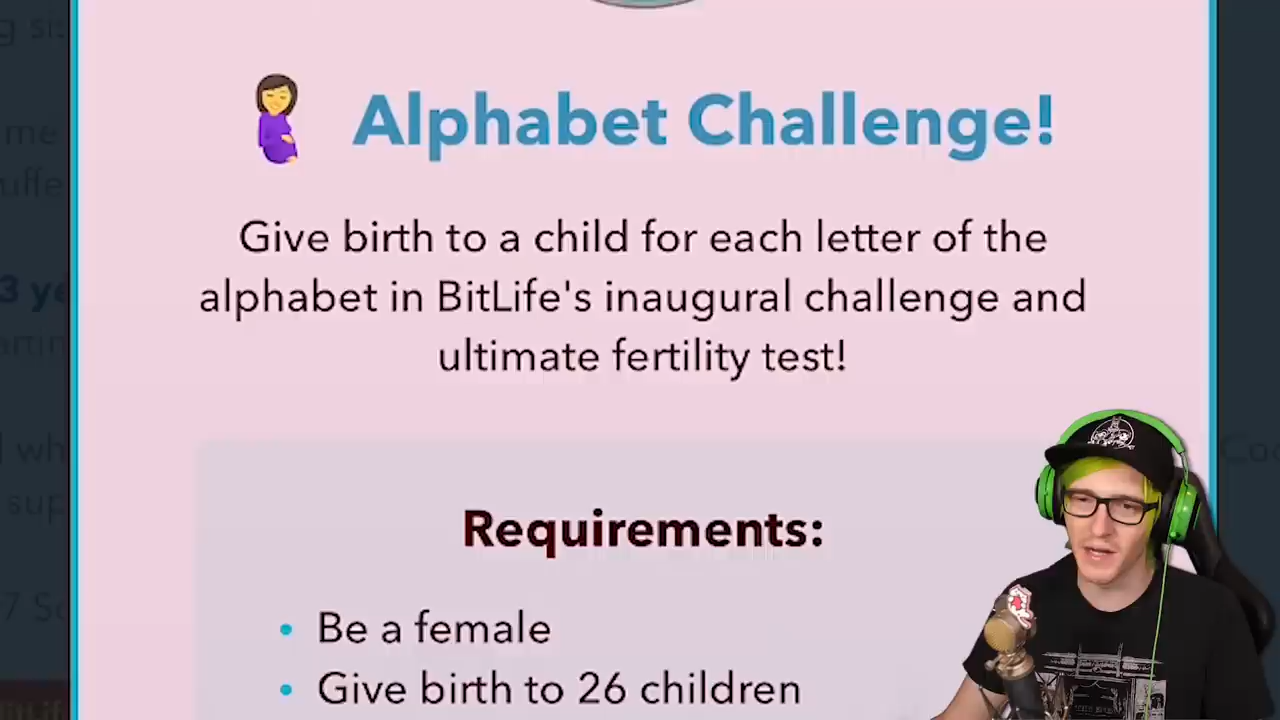 Alphabet Challenge!
Give birth to a child for each letter of the
alphabet in BitLife's inaugural challenge and
ultimate fertility test!
Requirements:
• Be a female
• Give birth to 26 children